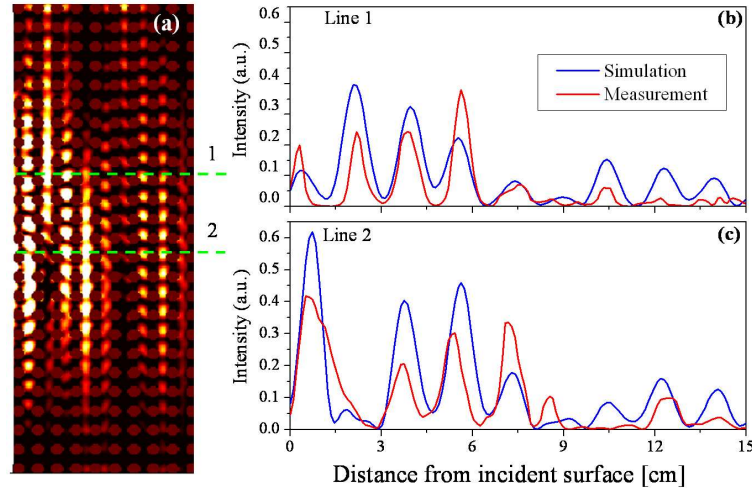 (a)
1
2
Line 1
(b)
Simulation
Measurement
Intensity (a.u.)
0.6
0.4
0.3
0.2
0.1
0.0
Line 2
(c)
Intensity (a.u.)
0.6
0.5
0.4
0.3
0.2
0.1
0.0
0 3 6 9 12 15
Distance from incident surface [cm]